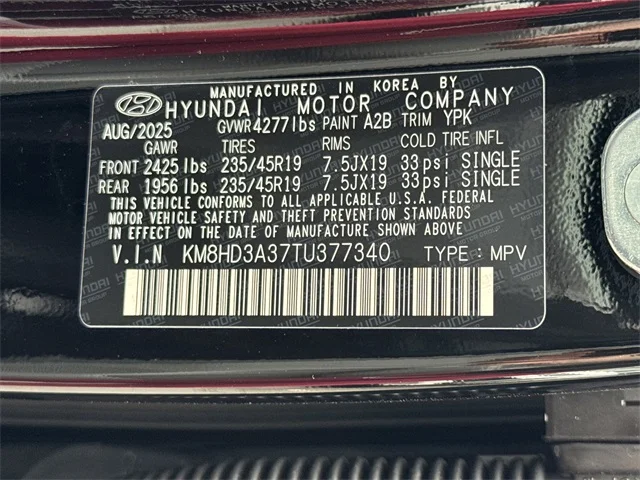 MANUFACTURED IN KOREA BY
HYUNDAI MOTOR COMPANY
AUG/2025 GVWR4277lbs PAINT A2B TRIM YPK
GAWR TIRES RIMS COLD TIRE INFL
FRONT 2425lbs 235/45R19 7.5JX19 33psi SINGLE
REAR 1956lbs 235/45R19 7.5JX19 33psi SINGLE
THIS VEHICLE CONFORMS TO ALL APPLICABLE U.S.A. FEDERAL
MOTOR VEHICLE SAFETY AND THEFT PREVENTION STANDARDS
IN EFFECT ON THE DATE OF MANUFACTURE SHOWN ABOVE.
V.I.N KM8HD3A37TU377340 TYPE : MPV